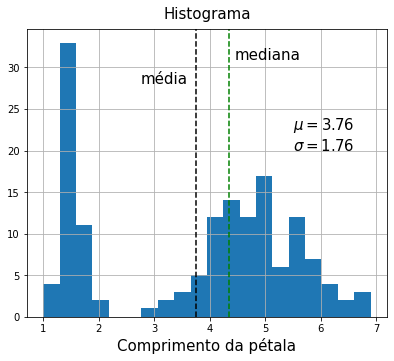 Histograma
mediana
média
μ = 3.76
σ = 1.76
30
25
20
15
10
5
0
1 2 3 4 5 6 7
Comprimento da pétala